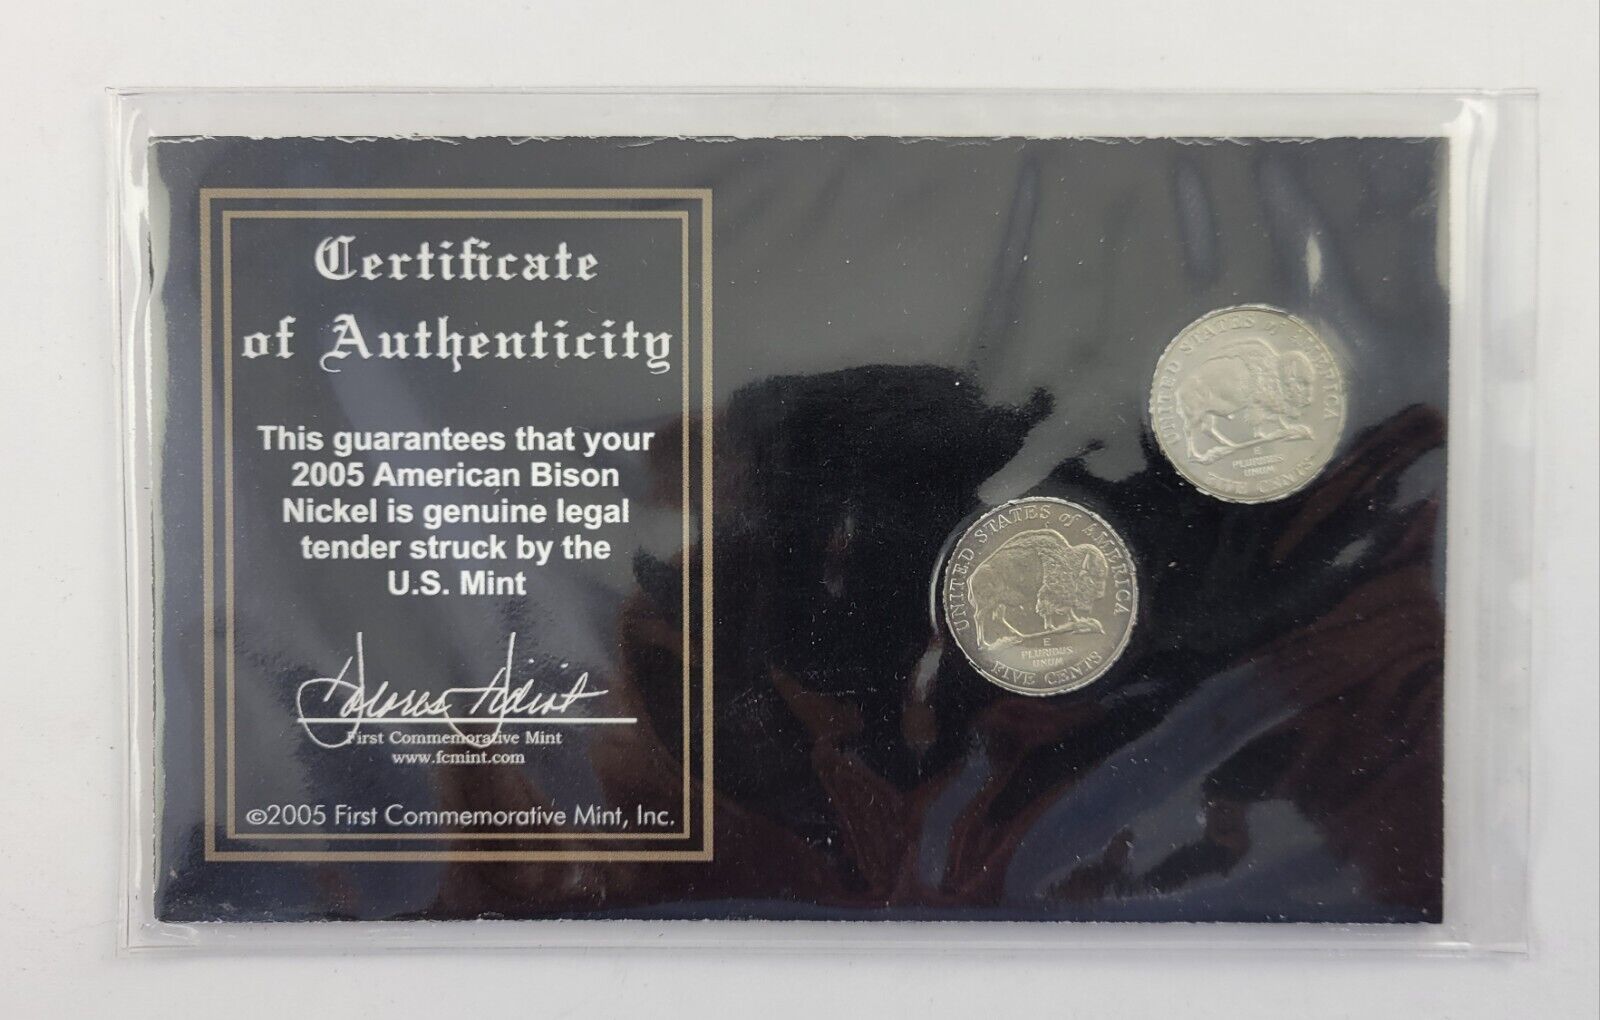 Certificate
of Authenticity
This guarantees that your
2005 American Bison
Nickel is genuine legal
tender struck by the
U.S. Mint
First Commemorative Mint
www.fcmint.com
©2005 First Commemorative Mint, Inc.
UNITED STATES of AMERICA
E
PLURIBUS
UNUM
FIVE CENTS
UNITED STATES of AMERICA
E
PLURIBUS
UNUM
FIVE CENTS